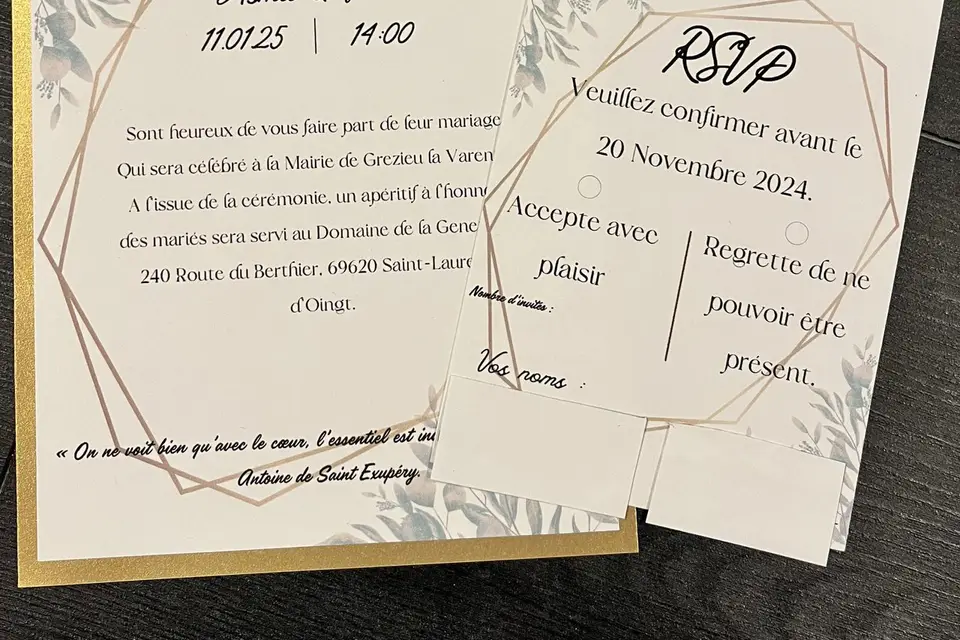 11.01.25 | 14:00
Sont heureux de vous faire part de leur mariage
Qui sera célébré à la Mairie de Grezieu la Varen
A l'issue de la cérémonie, un apéritif à l'honne
des mariés sera servi au Domaine de la Gene
240 Route du Berthier, 69620 Saint-Laure
d'Oingt.
« On ne voit bien qu'avec le cœur, l'essentiel est in
Antoine de Saint Exupéry.
RSVP
Veuillez confirmer avant le
20 Novembre 2024.
Accepte avec
plaisir
Nombre d'invités :
Vos noms :
Regrette de ne
pouvoir être
présent.